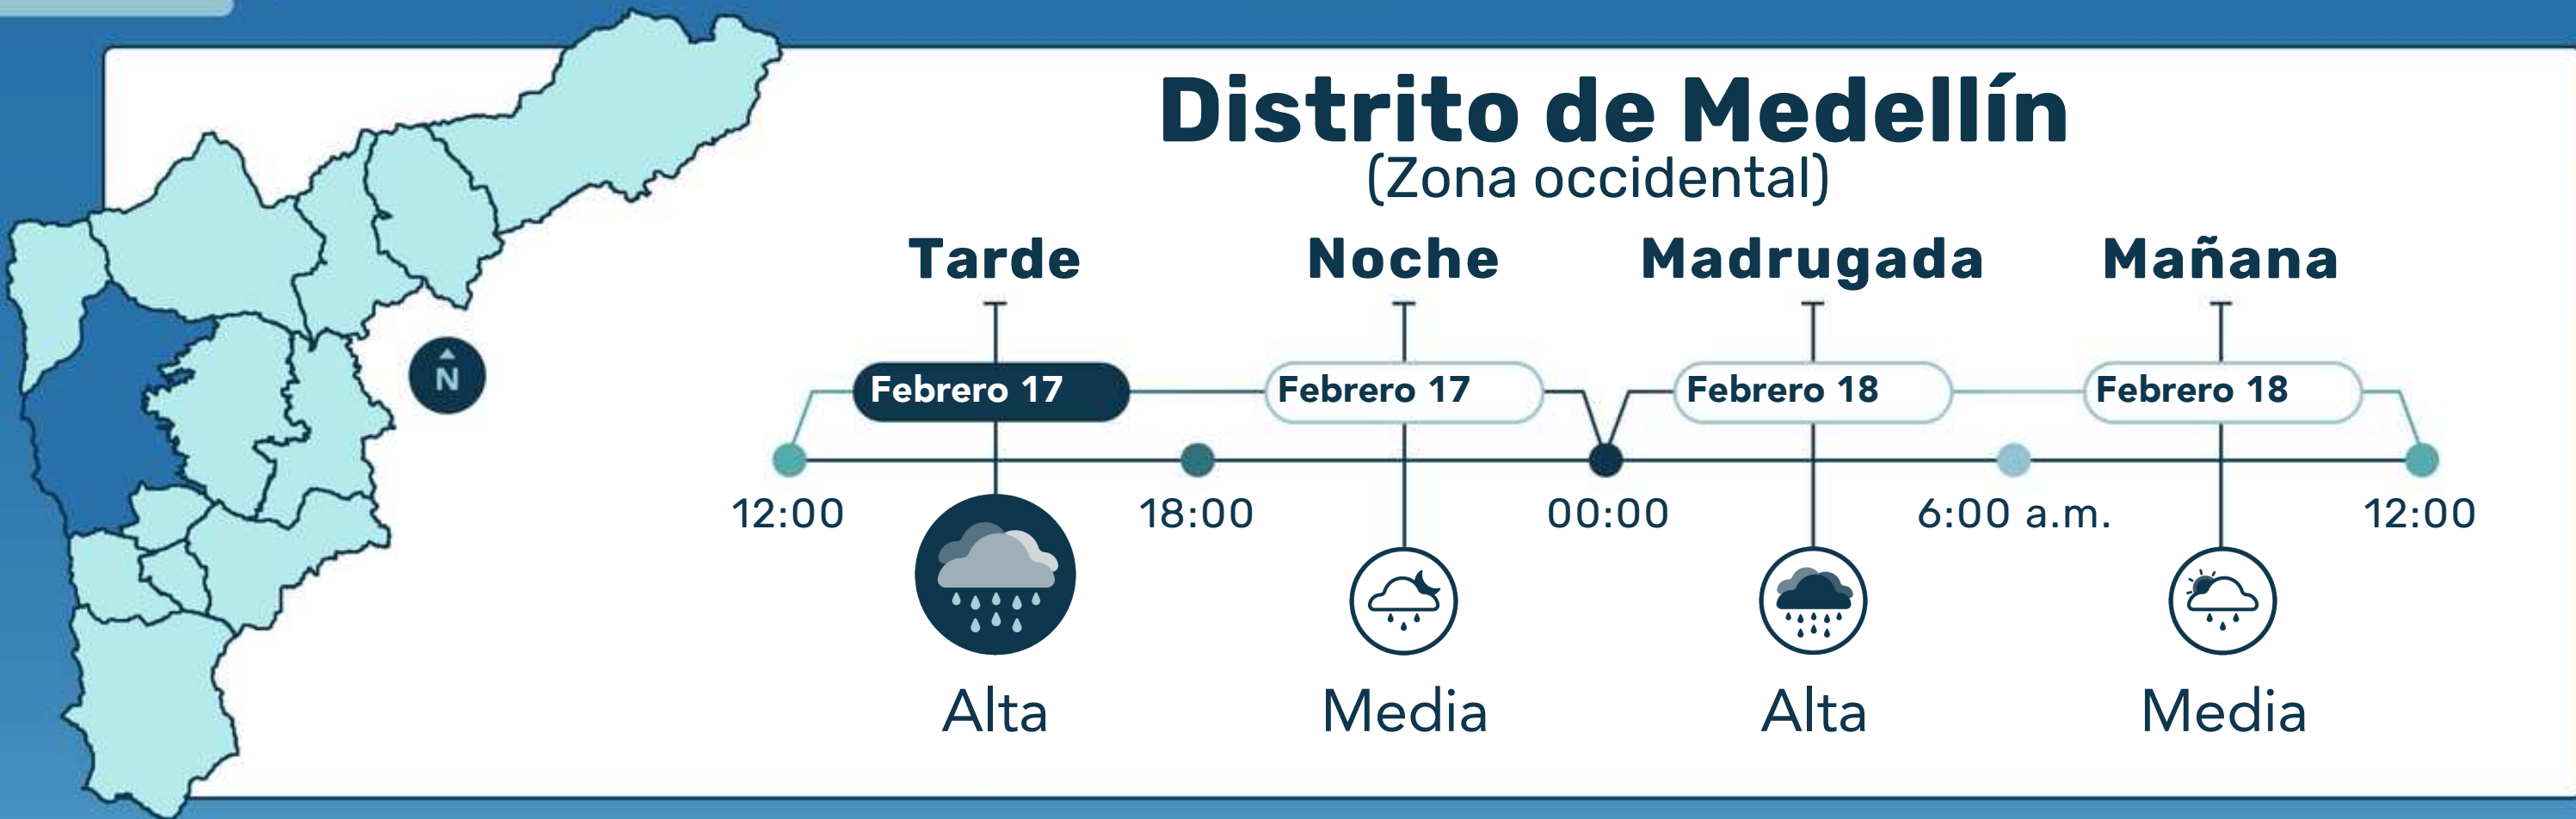 Distrito de Medellín
(Zona occidental)
Tarde
Noche
Madrugada
Mañana
Febrero 17
Febrero 17
Febrero 18
Febrero 18
N
12:00
18:00
00:00
6:00 a.m.
12:00
Alta
Media
Alta
Media